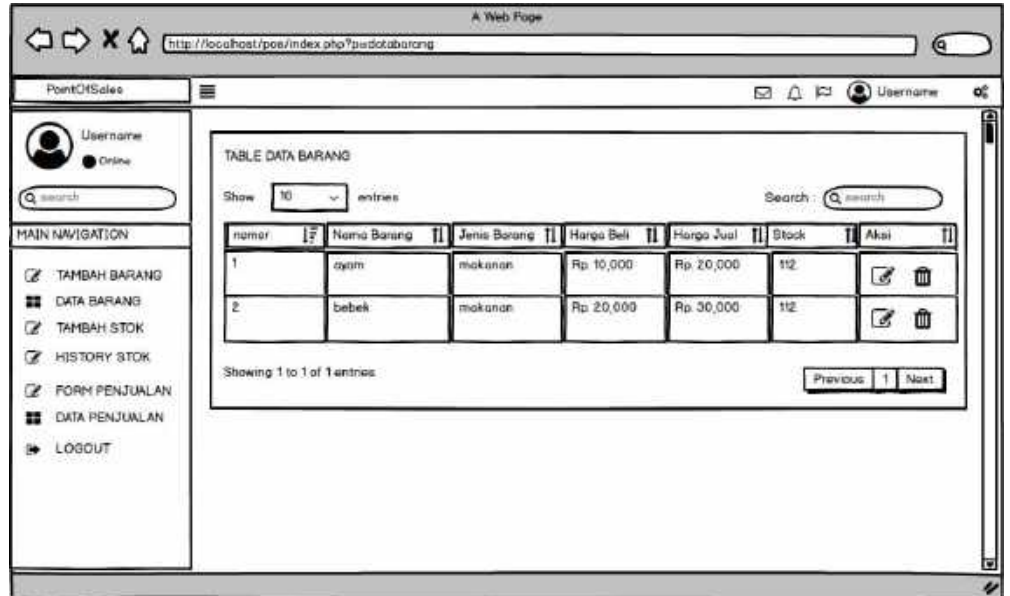 A Web Page
http://localhost/pos/index.php?p=databarang
PointOfSales
Username
Username
Online
search
MAIN NAVIGATION
TAMBAH BARANG
DATA BARANG
TAMBAH STOK
HISTORY STOK
FORM PENJUALAN
DATA PENJUALAN
LOGOUT
TABLE DATA BARANG
Show 10 entries
Search : search
nomor Nama Barang Jenis Barang Harga Beli Harga Jual Stock Aksi
1 ayam makanan Rp. 10,000 Rp. 20,000 112
2 bebek makanan Rp. 20,000 Rp. 30,000 112
Showing 1 to 1 of 1 entries
Previous 1 Next